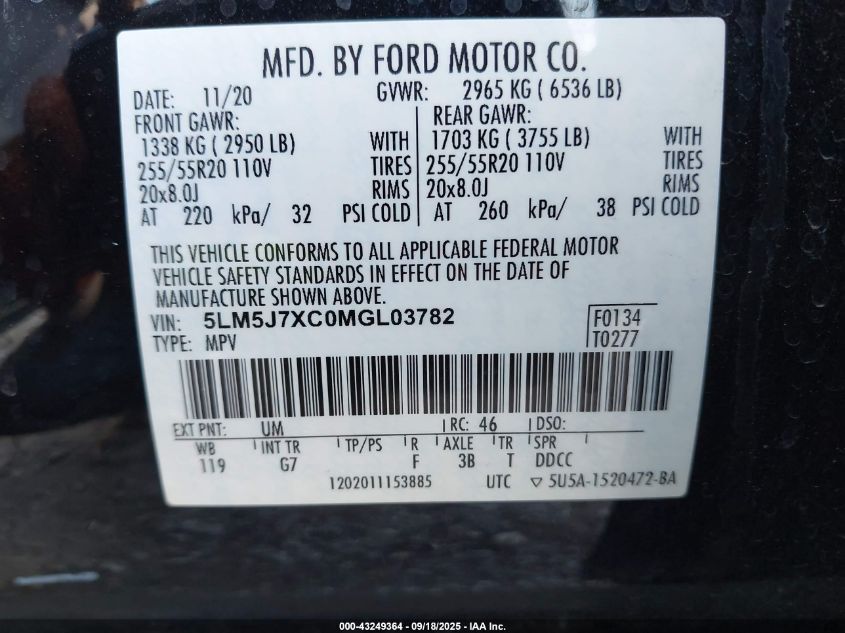 MFD. BY FORD MOTOR CO.
DATE: 11/20 GVWR: 2965 KG ( 6536 LB)
FRONT GAWR: REAR GAWR:
1338 KG ( 2950 LB) WITH 1703 KG ( 3755 LB) WITH
255/55R20 110V TIRES 255/55R20 110V TIRES
20x8.0J RIMS 20x8.0J RIMS
AT 220 kPa/ 32 PSI COLD AT 260 kPa/ 38 PSI COLD
THIS VEHICLE CONFORMS TO ALL APPLICABLE FEDERAL MOTOR
VEHICLE SAFETY STANDARDS IN EFFECT ON THE DATE OF
MANUFACTURE SHOWN ABOVE.
VIN: 5LM5J7XC0MGL03782 F0134
TYPE: MPV T0277
EXT PNT: UM RC: 46 DSO:
WB INT TR TP/PS R AXLE TR SPR
119 G7 F 3B T DDCC
1202011153885 UTC ▽ 5U5A-1520472-BA
000-43249364 - 09/18/2025 - IAA Inc.